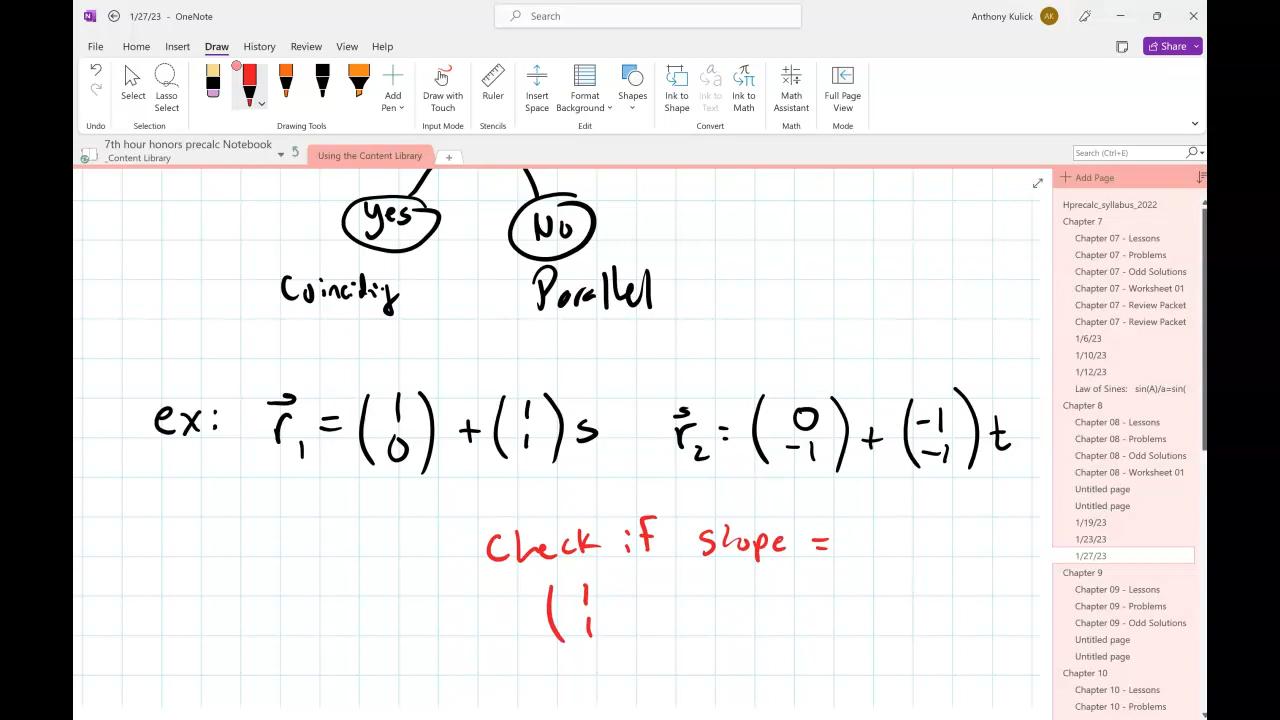 1/27/23 - OneNote
Search
Anthony Kulick
AK
File Home Insert Draw History Review View Help
Share
Select
Lasso Select
Add Pen
Draw with Touch
Ruler
Insert Space
Format Background
Shapes
Ink to Shape
Ink to Text
Ink to Math
Math Assistant
Full Page View
Undo Selection Drawing Tools Input Mode Stencils Edit Convert Math Mode
7th hour honors precalc Notebook
_Content Library
Using the Content Library
+
Search (Ctrl+E)
Add Page
Hprecalc_syllabus_2022
Chapter 7
Chapter 07 - Lessons
Chapter 07 - Problems
Chapter 07 - Odd Solutions
Chapter 07 - Worksheet 01
Chapter 07 - Review Packet
Chapter 07 - Review Packet
1/6/23
1/10/23
1/12/23
Law of Sines: sin(A)/a=sin(
Chapter 8
Chapter 08 - Lessons
Chapter 08 - Problems
Chapter 08 - Odd Solutions
Chapter 08 - Worksheet 01
Untitled page
Untitled page
1/19/23
1/23/23
1/27/23
Chapter 9
Chapter 09 - Lessons
Chapter 09 - Problems
Chapter 09 - Odd Solutions
Untitled page
Untitled page
Chapter 10
Chapter 10 - Lessons
Chapter 10 - Problems
Yes No
Coinciding Parallel
ex: r⃗₁ = (1 0) + (1 1) s r⃗₂ = (0 -1) + (-1 -1) t
Check if slope =
(1 1